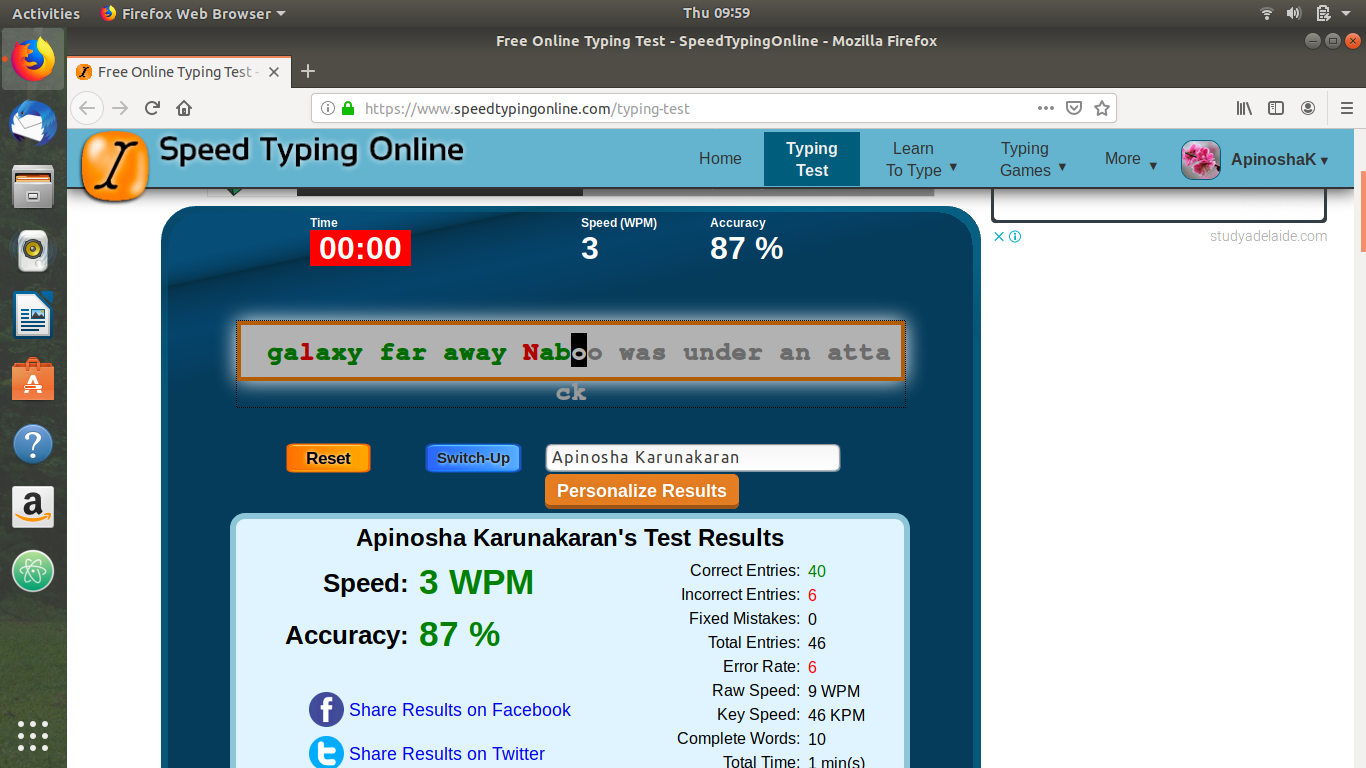 Activities Firefox Web Browser Thu 09:59
Free Online Typing Test - SpeedTypingOnline - Mozilla Firefox
Free Online Typing Test -
https://www.speedtypingonline.com/typing-test
Speed Typing Online
Home
Typing Test
Learn To Type
Typing Games
More
ApinoshaK
studyadelaide.com
Time Speed (WPM) Accuracy
00:00 3 87 %
galaxy far away Naboo was under an atta
ck
Reset Switch-Up Apinosha Karunakaran
Personalize Results
Apinosha Karunakaran's Test Results
Speed: 3 WPM
Accuracy: 87 %
Share Results on Facebook
Share Results on Twitter
Correct Entries: 40
Incorrect Entries: 6
Fixed Mistakes: 0
Total Entries: 46
Error Rate: 6
Raw Speed: 9 WPM
Key Speed: 46 KPM
Complete Words: 10
Total Time: 1 min(s)